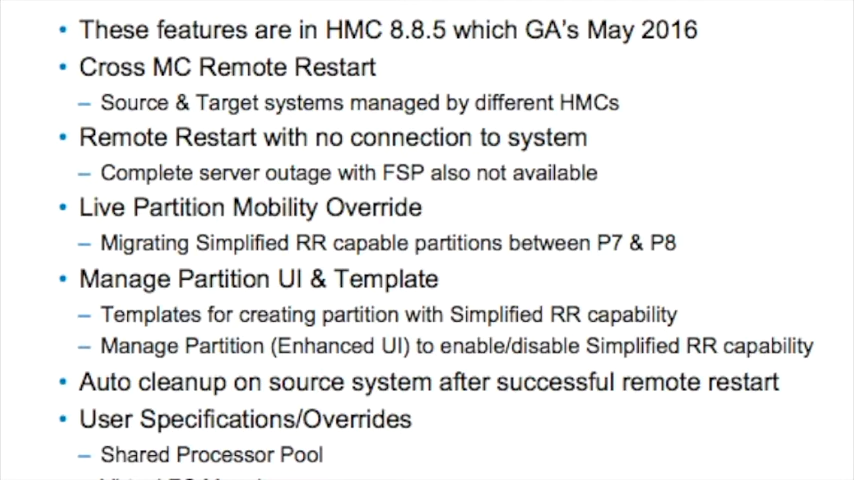 • These features are in HMC 8.8.5 which GA's May 2016
• Cross MC Remote Restart
– Source & Target systems managed by different HMCs
• Remote Restart with no connection to system
– Complete server outage with FSP also not available
• Live Partition Mobility Override
– Migrating Simplified RR capable partitions between P7 & P8
• Manage Partition UI & Template
– Templates for creating partition with Simplified RR capability
– Manage Partition (Enhanced UI) to enable/disable Simplified RR capability
• Auto cleanup on source system after successful remote restart
• User Specifications/Overrides
– Shared Processor Pool